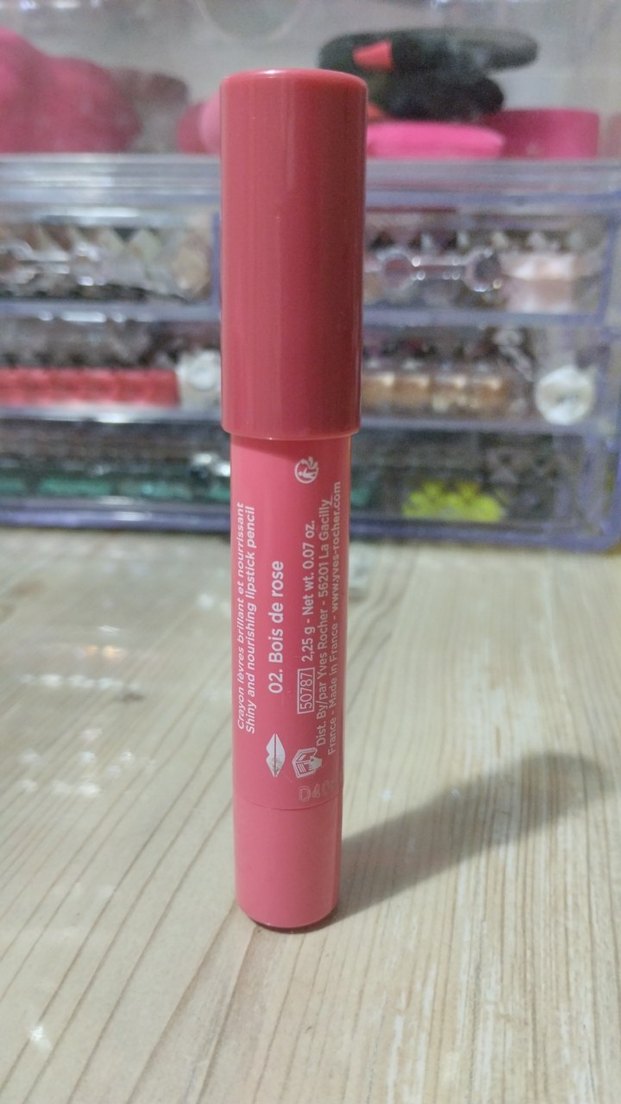 Crayon lèvres brillant et nourrissant
Shiny and nourishing lipstick pencil
02. Bois de rose
50787 2,25 g - Net wt. 0.07 oz.
Dist. By/par Yves Rocher - 56201 La Gacilly
France - Made in France - www.yves-rocher.com